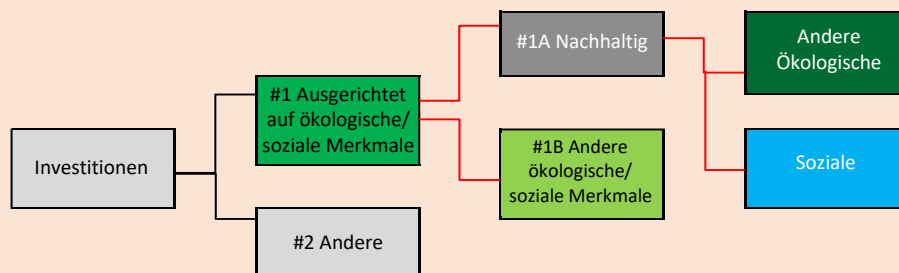 Investitionen
#1 Ausgerichtet
auf ökologische/
soziale Merkmale
#2 Andere
#1A Nachhaltig
#1B Andere
ökologische/
soziale Merkmale
Andere
Ökologische
Soziale